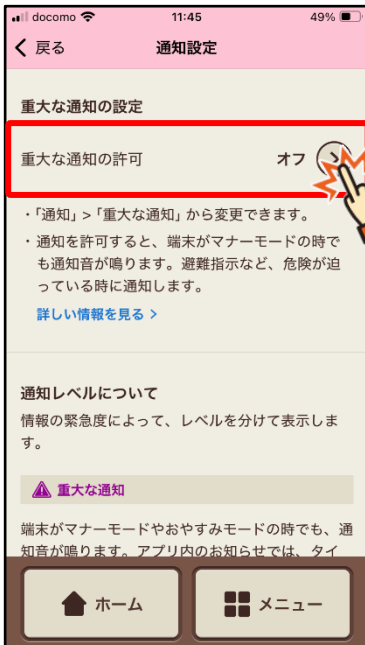 docomo 11:45 49%
戻る 通知設定
重大な通知の設定
重大な通知の許可 オフ
・「通知」>「重大な通知」から変更できます。
・通知を許可すると、端末がマナーモードの時で
も通知音が鳴ります。避難指示など、危険が迫
っている時に通知します。
詳しい情報を見る >
通知レベルについて
情報の緊急度によって、レベルを分けて表示しま
す。
重大な通知
端末がマナーモードやおやすみモードの時でも、通
知音が鳴ります。アプリ内のお知らせでは、タイ
ホーム メニュー